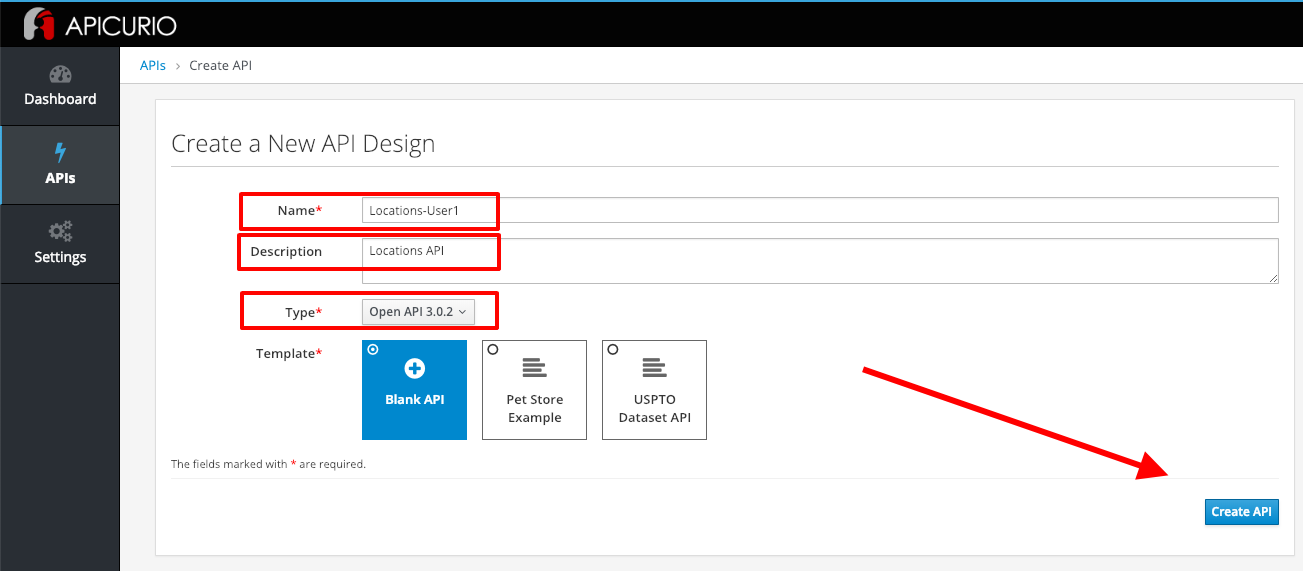 APICURIO
APIs › Create API
Dashboard
APIs
Settings
Create a New API Design
Name* Locations-User1
Description Locations API
Type* Open API 3.0.2
Template*
Blank API
Pet Store
Example
USPTO
Dataset API
The fields marked with * are required.
Create API